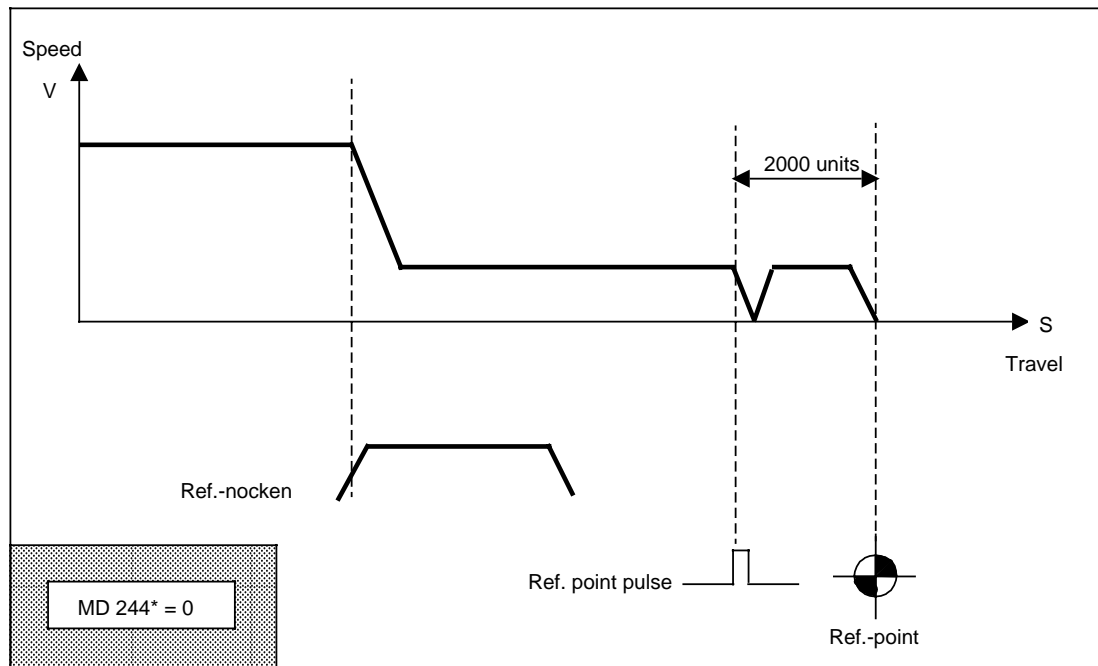 Speed
V
2000 units
S
Travel
Ref.-nocken
Ref. point pulse
MD 244* = 0
Ref.-point